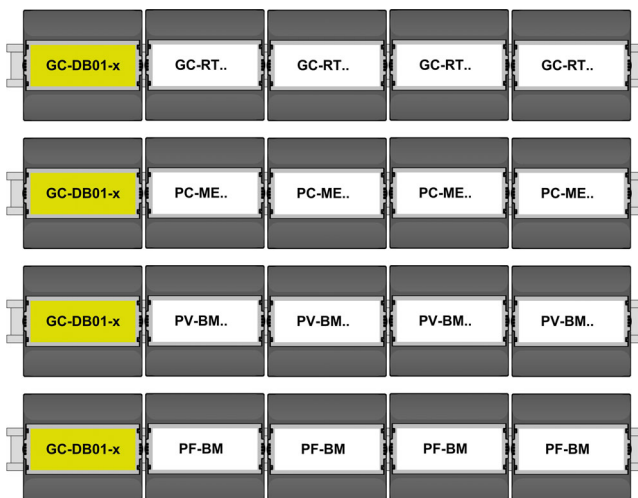 GC-DB01-x GC-RT.. GC-RT.. GC-RT.. GC-RT..
GC-DB01-x PC-ME.. PC-ME.. PC-ME.. PC-ME..
GC-DB01-x PV-BM.. PV-BM.. PV-BM.. PV-BM..
GC-DB01-x PF-BM PF-BM PF-BM PF-BM